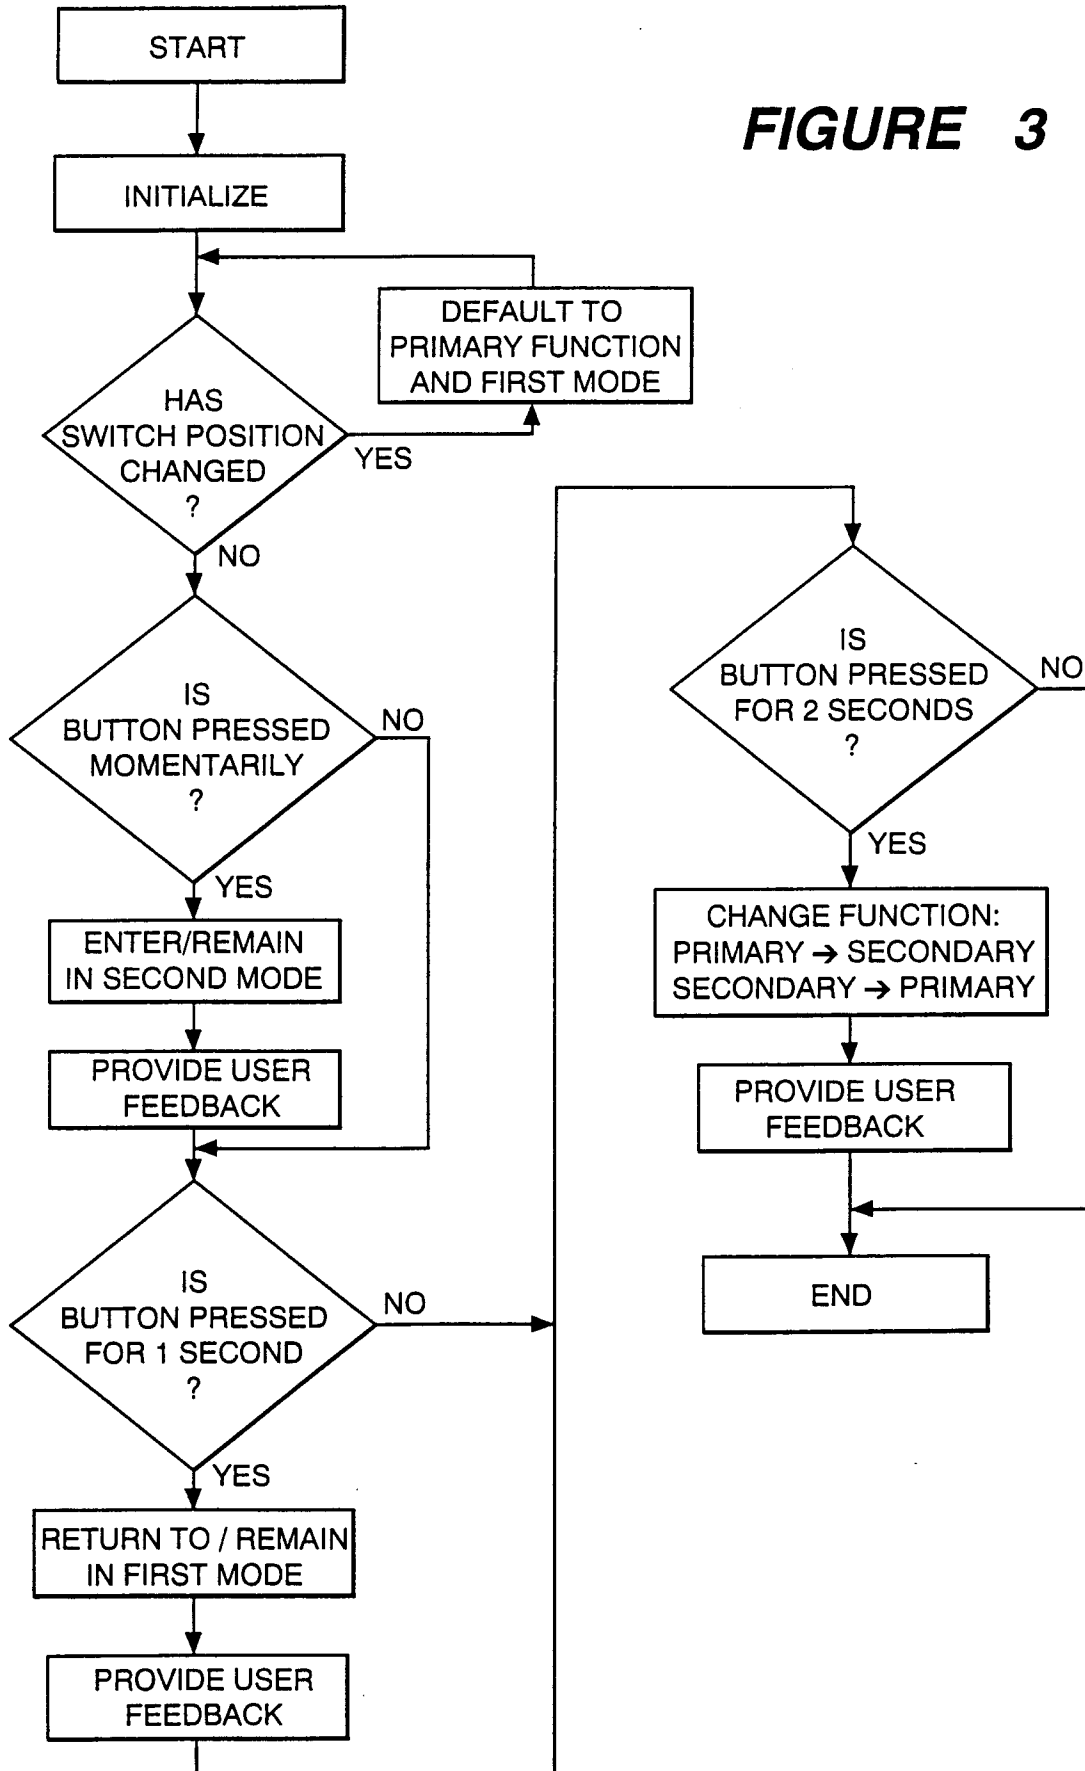 START
FIGURE 3
INITIALIZE
DEFAULT TO
PRIMARY FUNCTION
AND FIRST MODE
HAS
SWITCH POSITION
CHANGED
?
YES
NO
IS
BUTTON PRESSED
MOMENTARILY
?
NO
YES
ENTER/REMAIN
IN SECOND MODE
PROVIDE USER
FEEDBACK
IS
BUTTON PRESSED
FOR 1 SECOND
?
NO
YES
RETURN TO / REMAIN
IN FIRST MODE
PROVIDE USER
FEEDBACK
IS
BUTTON PRESSED
FOR 2 SECONDS
?
NO
YES
CHANGE FUNCTION:
PRIMARY → SECONDARY
SECONDARY → PRIMARY
PROVIDE USER
FEEDBACK
END